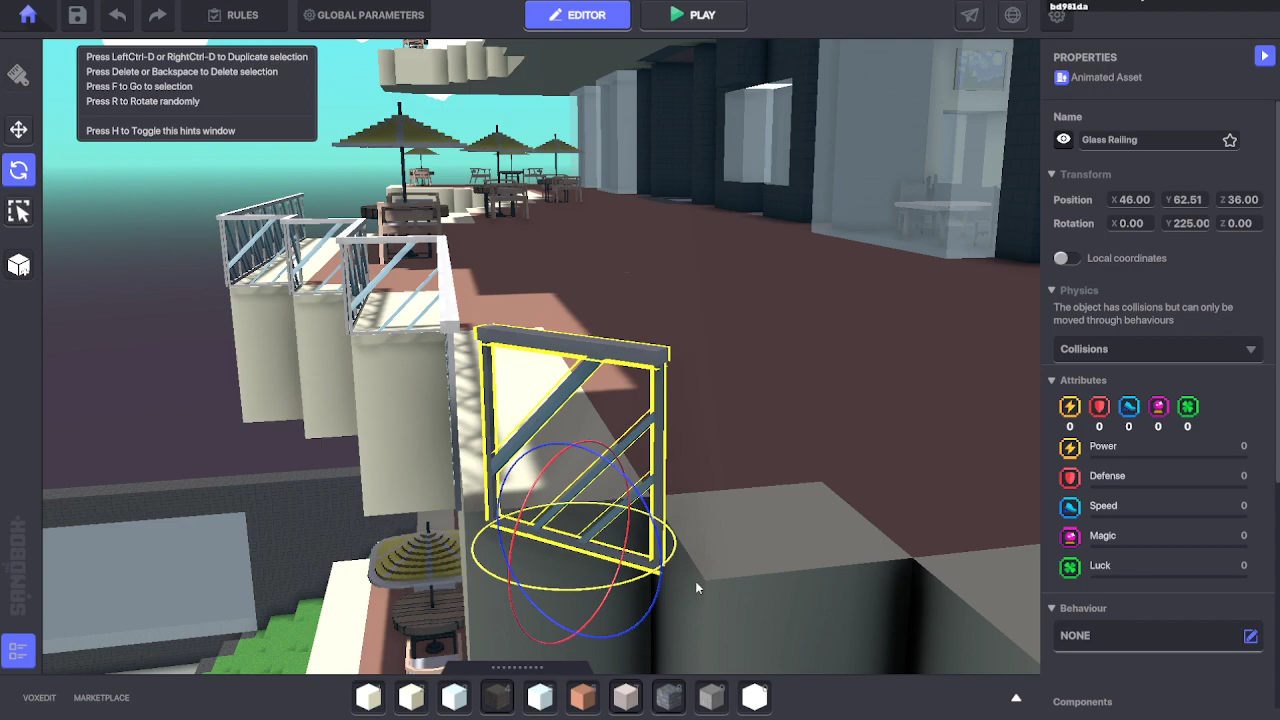 RULES
GLOBAL PARAMETERS
EDITOR
PLAY
bd981da
Press LeftCtrl-D or RightCtrl-D to Duplicate selection
Press Delete or Backspace to Delete selection
Press F to Go to selection
Press R to Rotate randomly
Press H to Toggle this hints window
PROPERTIES
Animated Asset
Name
Glass Railing
Transform
Position X 46.00 Y 62.51 Z 36.00
Rotation X 0.00 Y 225.00 Z 0.00
Local coordinates
Physics
The object has collisions but can only be
moved through behaviours
Collisions
Attributes
0 0 0 0 0
Power 0
Defense 0
Speed 0
Magic 0
Luck 0
Behaviour
NONE
Components
THE SANDBOX
VOXEDIT
MARKETPLACE